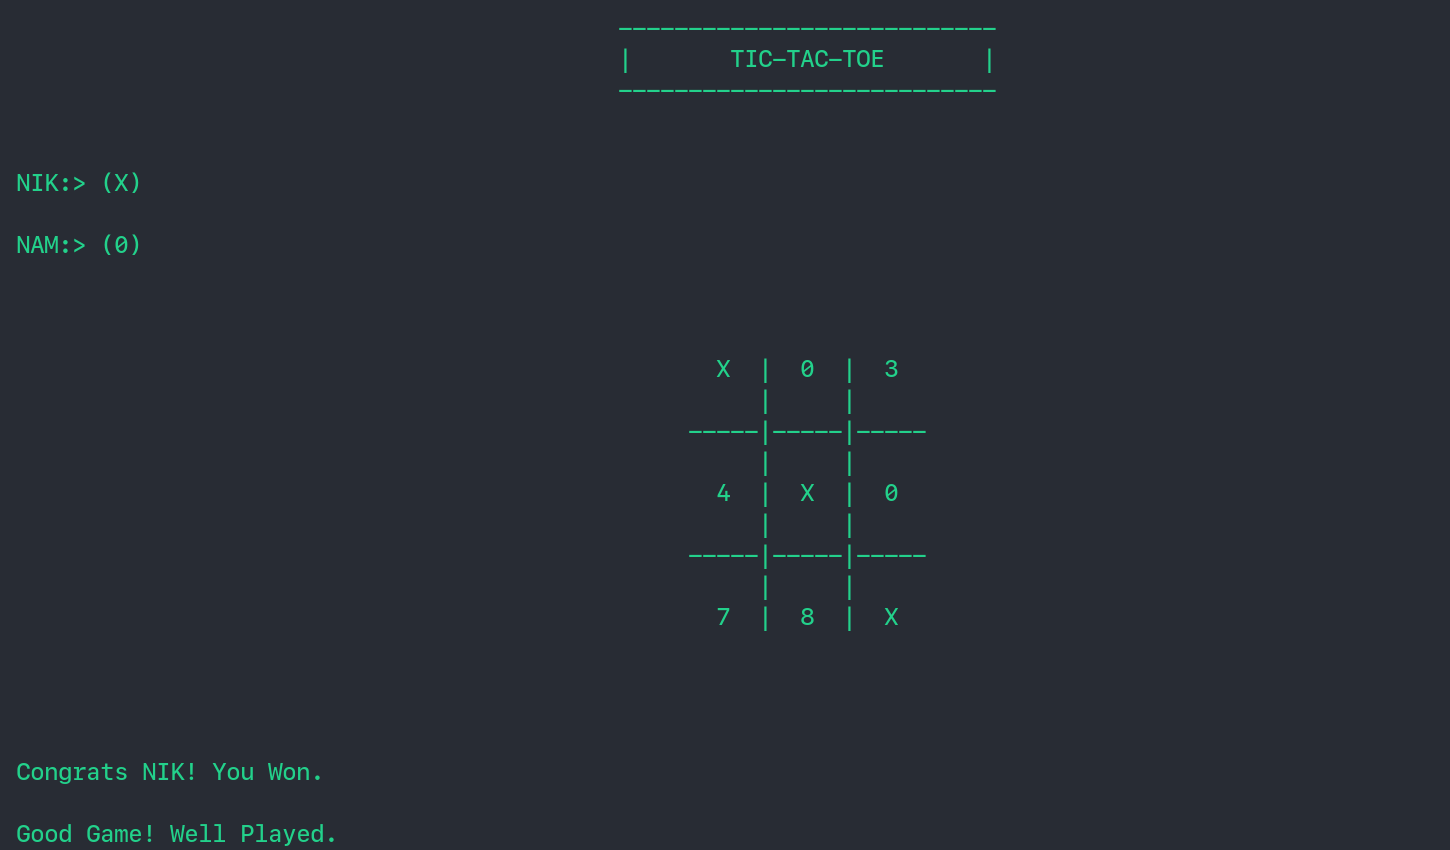 ---------------------------
|       TIC-TAC-TOE       |
---------------------------
NIK:> (X)
NAM:> (0)
X  |  0  |  3
|     |
-----|-----|-----
|     |
4  |  X  |  0
|     |
-----|-----|-----
|     |
7  |  8  |  X
Congrats NIK! You Won.
Good Game! Well Played.